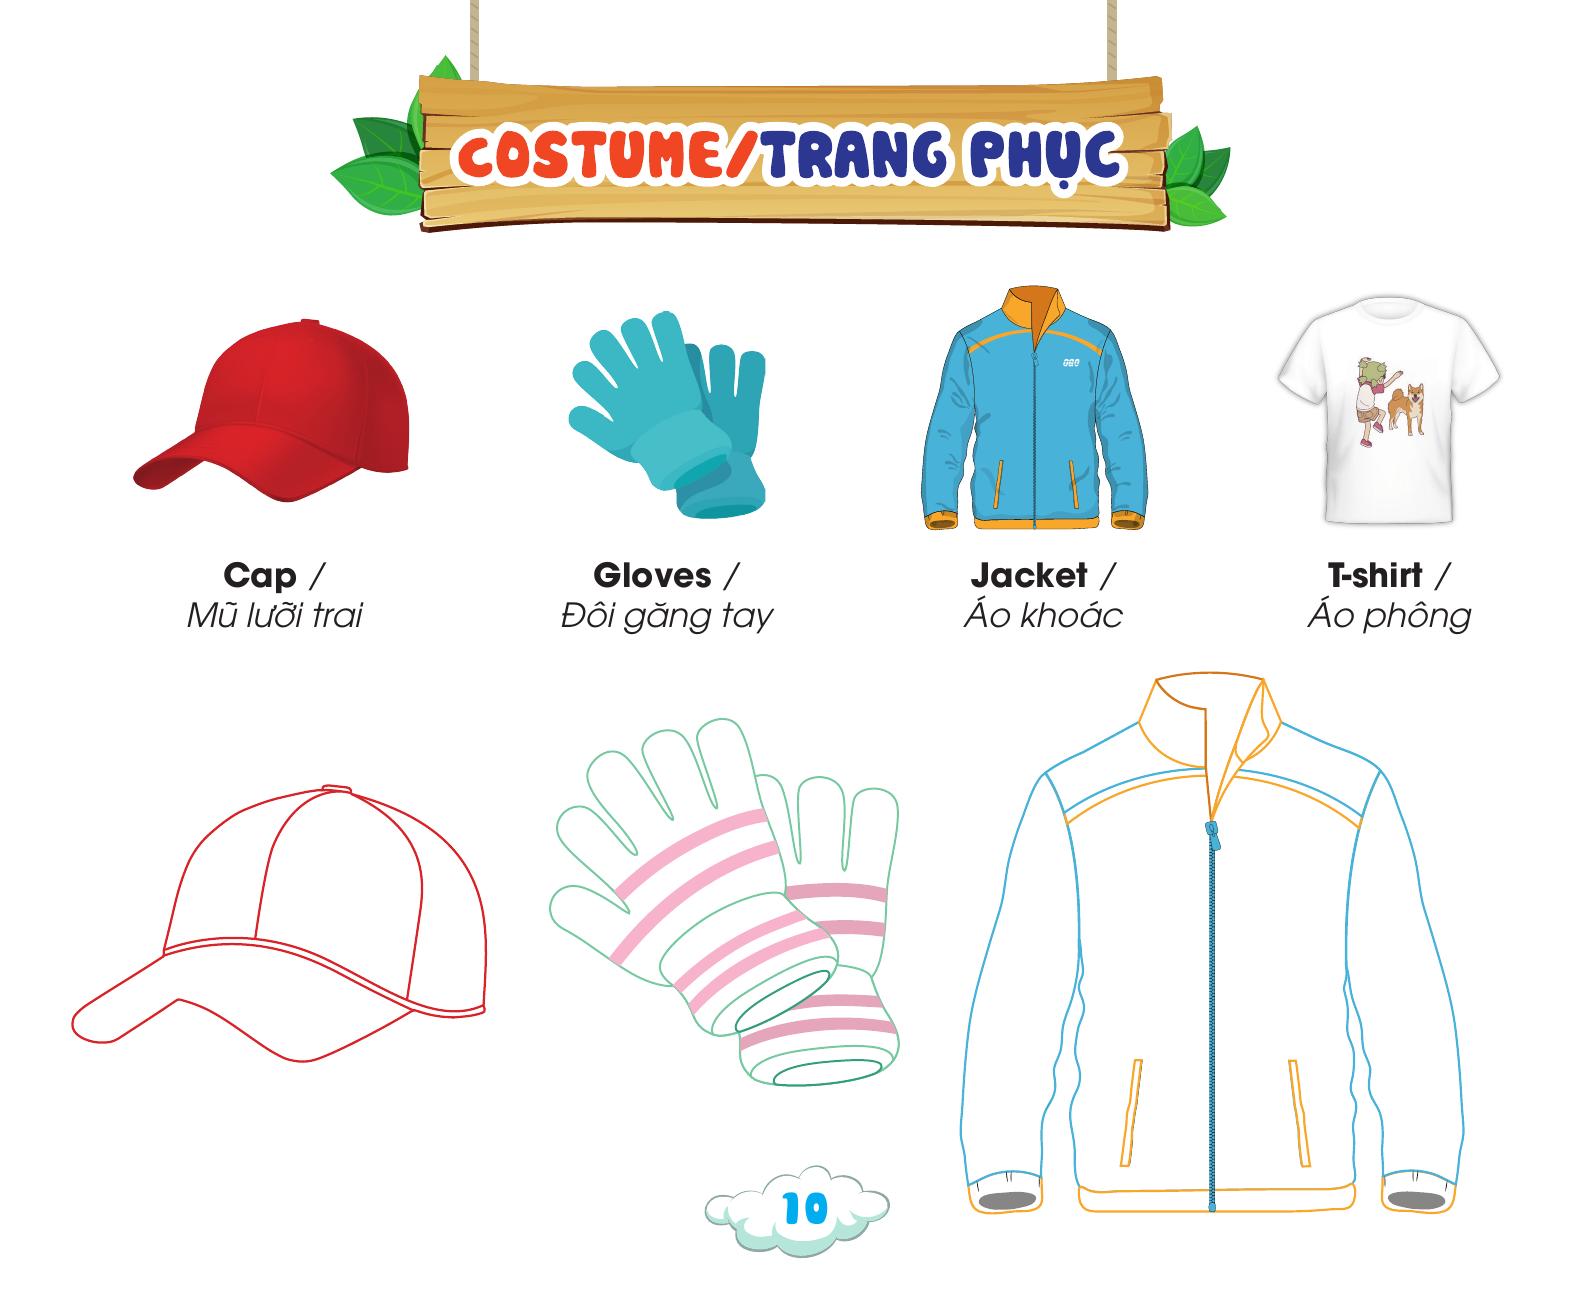 COSTUME/TRANG PHỤC
Cap /
Mũ lưỡi trai
Gloves /
Đôi găng tay
Jacket /
Áo khoác
T-shirt /
Áo phông
10